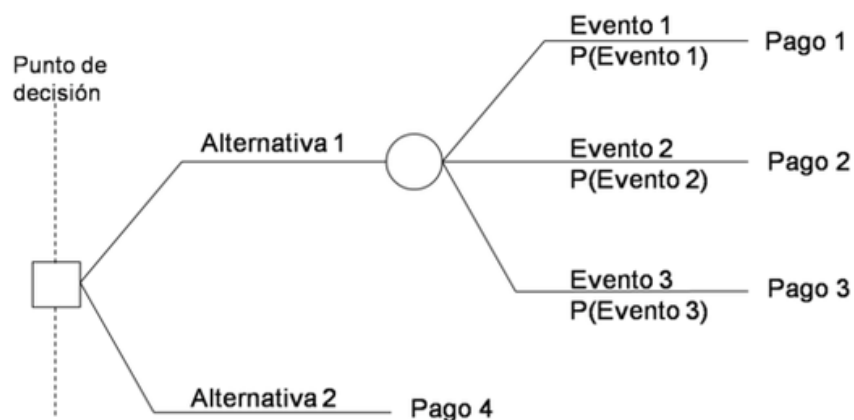 Evento 1
P(Evento 1)
Pago 1
Punto de
decisión
Alternativa 1
Evento 2
P(Evento 2)
Pago 2
Evento 3
P(Evento 3)
Pago 3
Alternativa 2
Pago 4